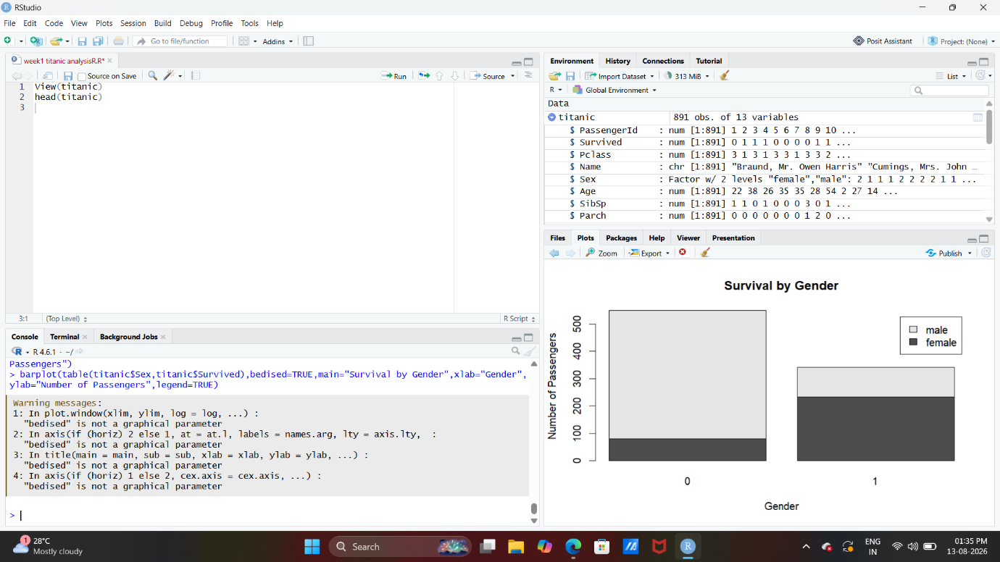 RStudio
File Edit Code View Plots Session Build Debug Profile Tools Help
Go to file/function Addins Posit Assistant Project: (None)
week1 titanic analysisR.R*
Source on Save Run Source
1 View(titanic)
2 head(titanic)
3
3:1 (Top Level) R Script
Console Terminal Background Jobs
R R 4.6.1 · ~/
Passengers")
> barplot(table(titanic$Sex,titanic$Survived),bedised=TRUE,main="Survival by Gender",xlab="Gender",
ylab="Number of Passengers",legend=TRUE)
Warning messages:
1: In plot.window(xlim, ylim, log = log, ...) :
"bedised" is not a graphical parameter
2: In axis(if (horiz) 2 else 1, at = at.l, labels = names.arg, lty = axis.lty,  :
"bedised" is not a graphical parameter
3: In title(main = main, sub = sub, xlab = xlab, ylab = ylab, ...) :
"bedised" is not a graphical parameter
4: In axis(if (horiz) 1 else 2, cex.axis = cex.axis, ...) :
"bedised" is not a graphical parameter
>
Environment History Connections Tutorial
Import Dataset 313 MiB List
R Global Environment
Data
titanic 891 obs. of 13 variables
$ PassengerId : num [1:891] 1 2 3 4 5 6 7 8 9 10 ...
$ Survived : num [1:891] 0 1 1 1 0 0 0 0 1 1 ...
$ Pclass : num [1:891] 3 1 3 1 3 3 1 3 3 2 ...
$ Name : chr [1:891] "Braund, Mr. Owen Harris" "Cumings, Mrs. John ...
$ Sex : Factor w/ 2 levels "female","male": 2 1 1 1 2 2 2 2 1 1 ...
$ Age : num [1:891] 22 38 26 35 35 28 54 2 27 14 ...
$ SibSp : num [1:891] 1 1 0 1 0 0 0 3 0 1 ...
$ Parch : num [1:891] 0 0 0 0 0 0 0 1 2 0 ...
Files Plots Packages Help Viewer Presentation
Zoom Export Publish
Survival by Gender
Number of Passengers
500
400
300
200
100
0
male
female
0 1
Gender
1
28°C
Mostly cloudy
Search
ENG
IN
01:35 PM
13-08-2026